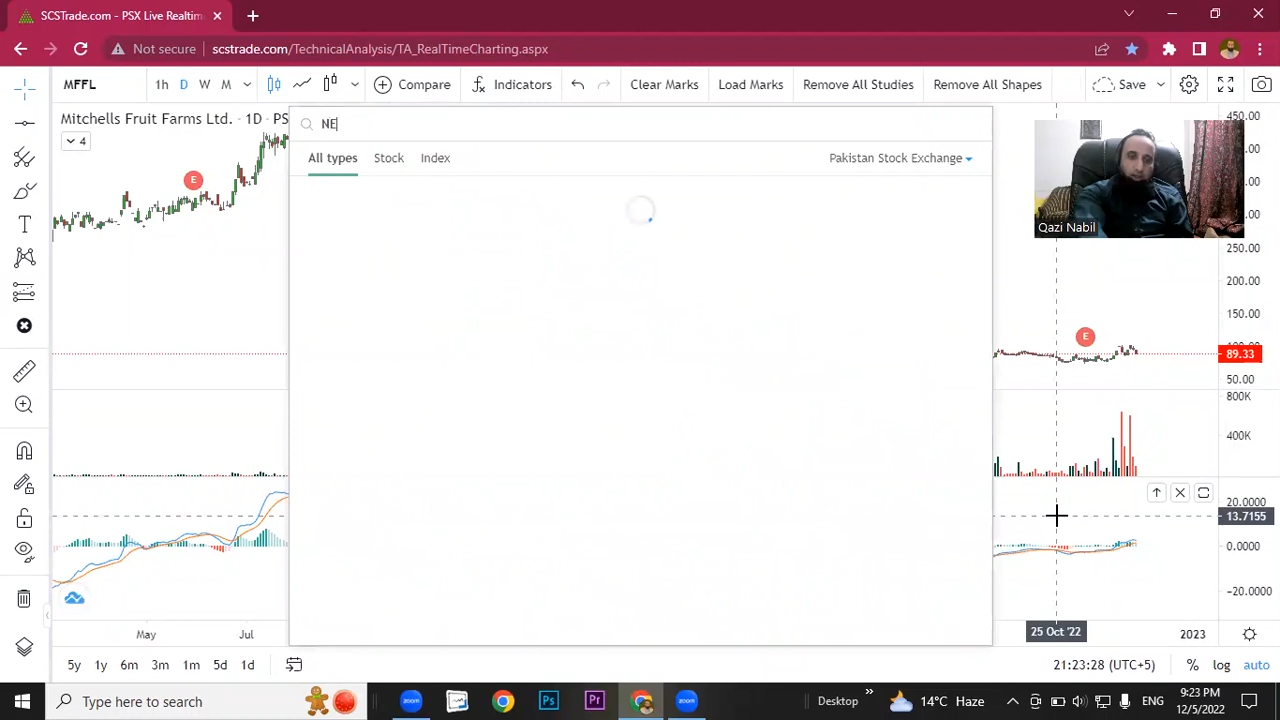 SCSTrade.com - PSX Live Realtim
Not secure
scstrade.com/TechnicalAnalysis/TA_RealTimeCharting.aspx
MFFL
1h
D
W
M
Compare
Indicators
Clear Marks
Load Marks
Remove All Studies
Remove All Shapes
Save
Mitchells Fruit Farms Ltd. · 1D · PS
4
NE
All types
Stock
Index
Pakistan Stock Exchange
E
E
Qazi Nabil
450.00
250.00
200.00
150.00
89.33
50.00
800K
400K
20.0000
13.7155
0.0000
−20.0000
May
Jul
25 Oct '22
2023
5y
1y
6m
3m
1m
5d
1d
21:23:28 (UTC+5)
%
log
auto
Type here to search
Ps
Pr
Desktop
14°C Haze
ENG
9:23 PM
12/5/2022